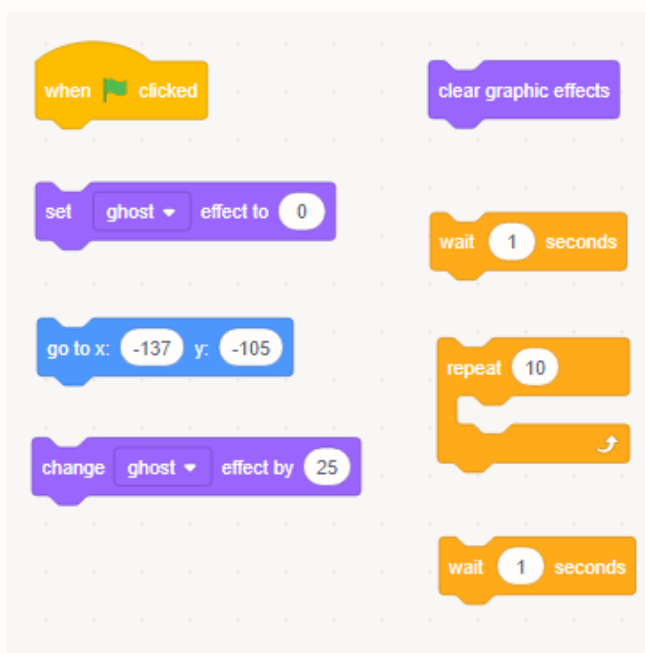 when clicked
set ghost effect to 0
go to x: -137 y: -105
change ghost effect by 25
clear graphic effects
wait 1 seconds
repeat 10
wait 1 seconds